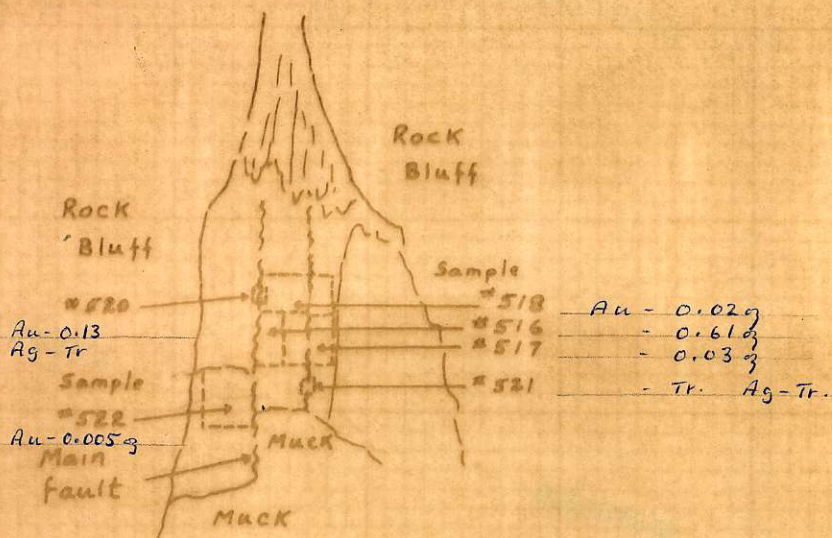 Rock
Bluff
Rock
Bluff
Sample
#520
#518
Au - 0.02 oz
#516
- 0.61 oz
Au - 0.13
#517
- 0.03 oz
Ag - Tr
#521
- Tr. Ag - Tr.
Sample
#522
Au - 0.005 oz
Muck
Main
fault
Muck